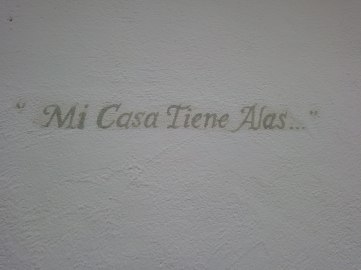 " Mi Casa Tiene Alas..."